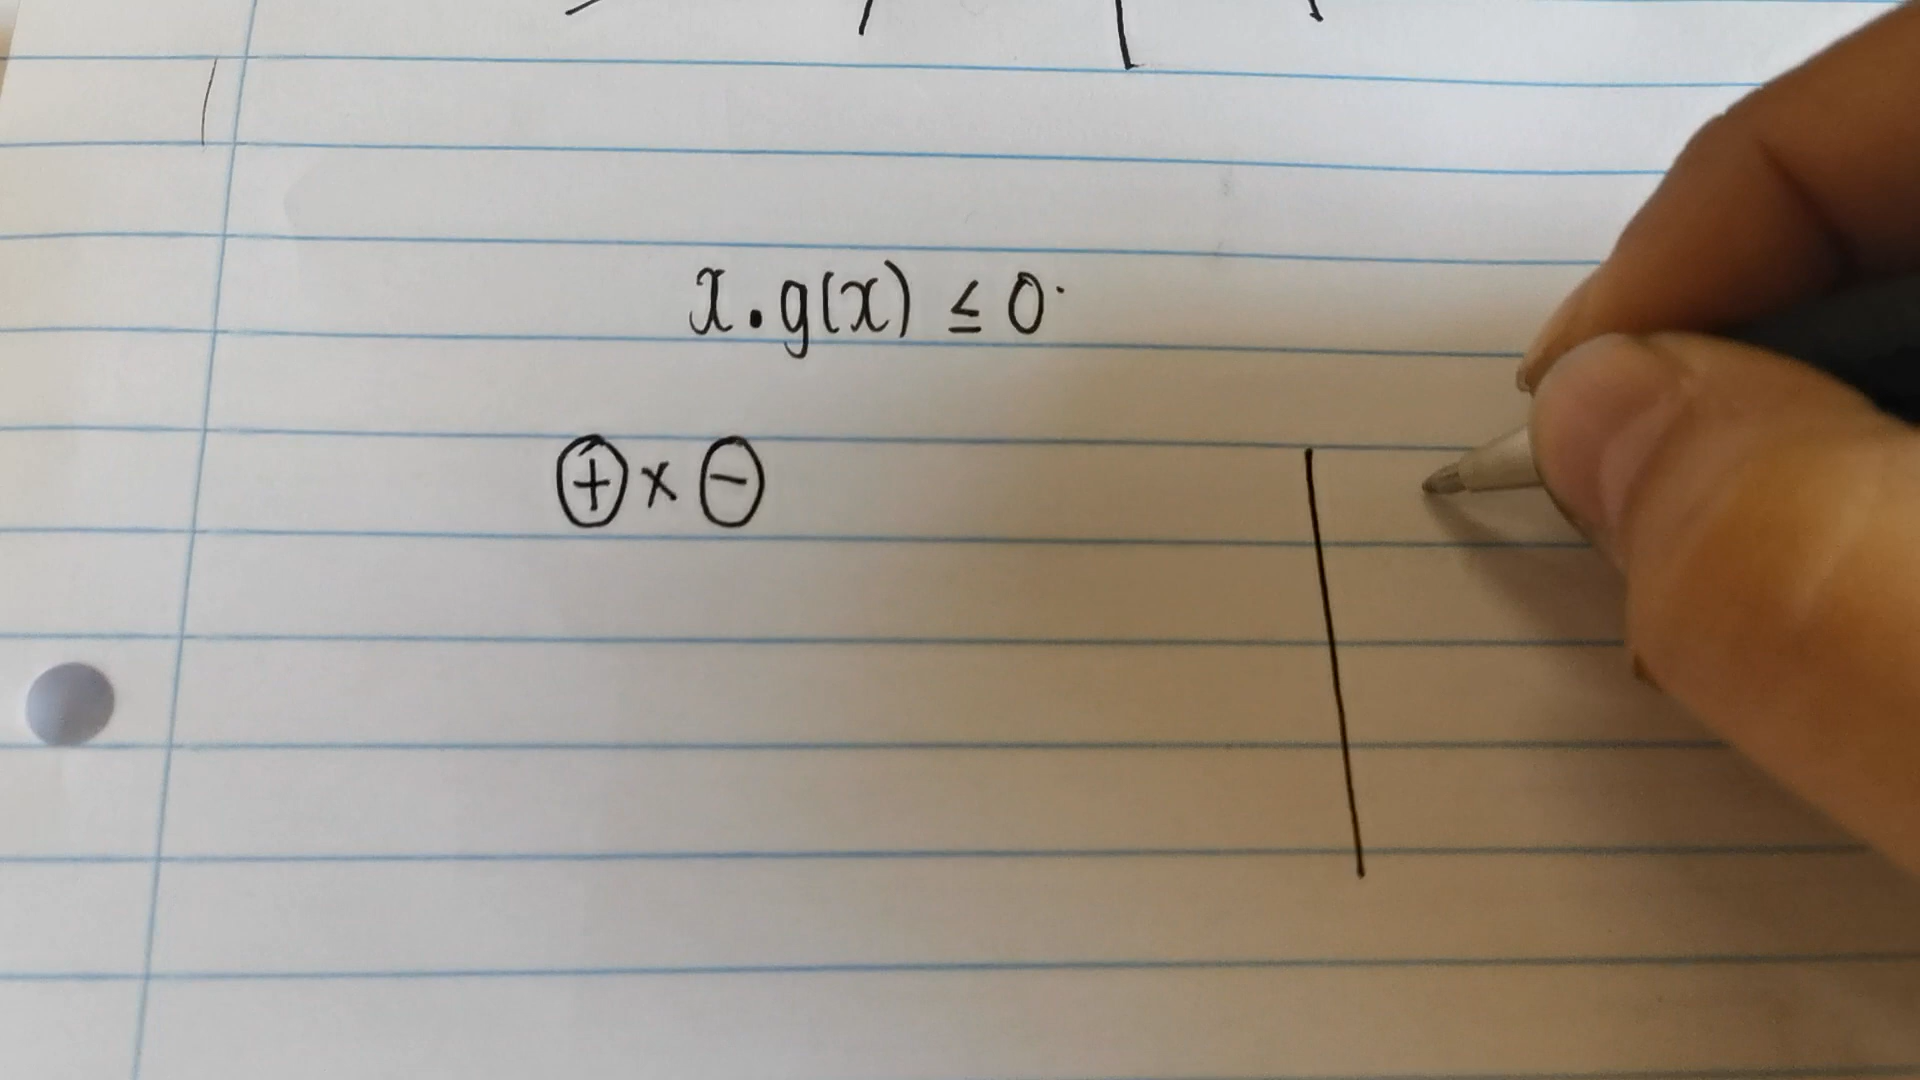 x · g(x) ≤ 0
⊕ × ⊖